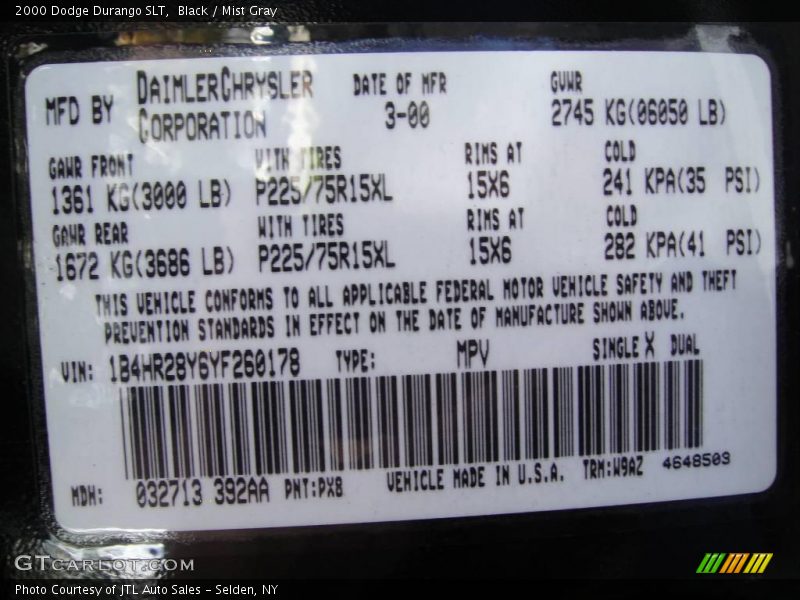 2000 Dodge Durango SLT,  Black / Mist Gray
MFD BY DAIMLERCHRYSLER CORPORATION DATE OF MFR 3-00 GVWR 2745 KG(06050 LB)
GAWR FRONT WITH TIRES RIMS AT COLD
1361 KG(3000 LB) P225/75R15XL 15X6 241 KPA(35 PSI)
GAWR REAR WITH TIRES RIMS AT COLD
1672 KG(3686 LB) P225/75R15XL 15X6 282 KPA(41 PSI)
THIS VEHICLE CONFORMS TO ALL APPLICABLE FEDERAL MOTOR VEHICLE SAFETY AND THEFT
PREVENTION STANDARDS IN EFFECT ON THE DATE OF MANUFACTURE SHOWN ABOVE.
VIN: 1B4HR28Y6YF260178 TYPE: MPV SINGLE X DUAL
MDH: 032713 392AA PNT:PX8 VEHICLE MADE IN U.S.A. TRM:W9AZ 4648503
GTCARLOT.COM
Photo Courtesy of JTL Auto Sales - Selden, NY